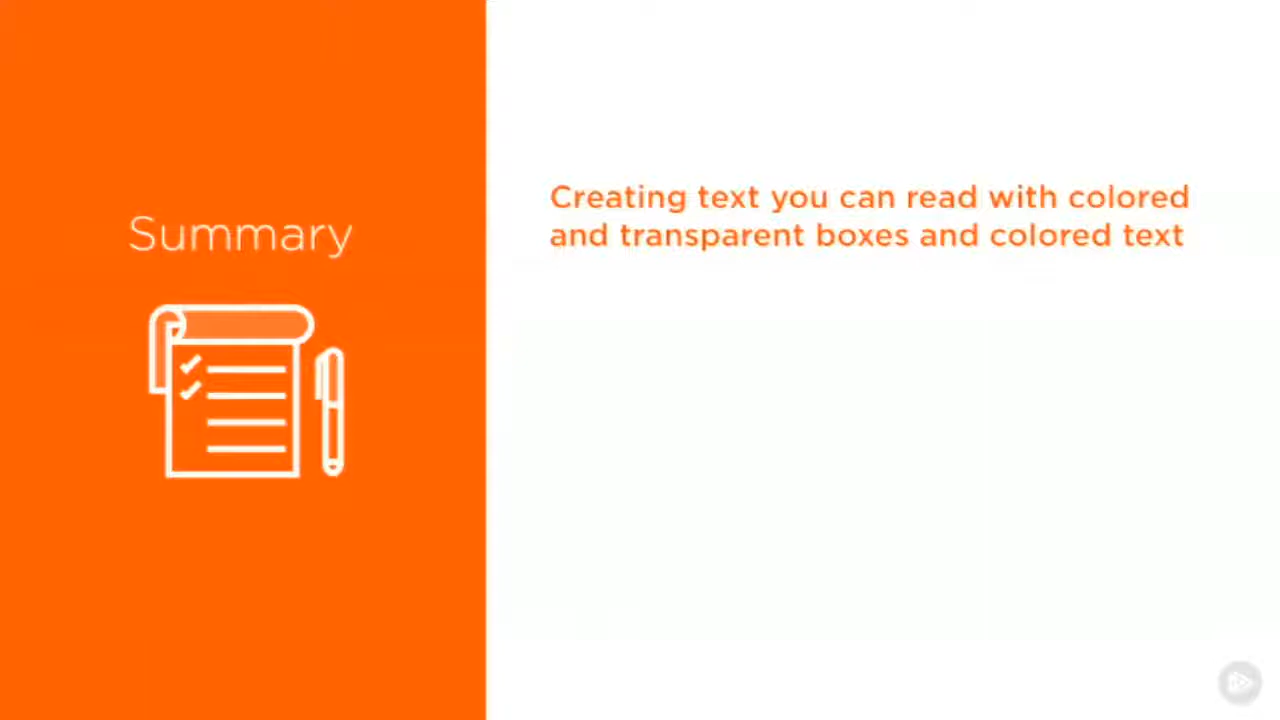 Summary
Creating text you can read with colored
and transparent boxes and colored text